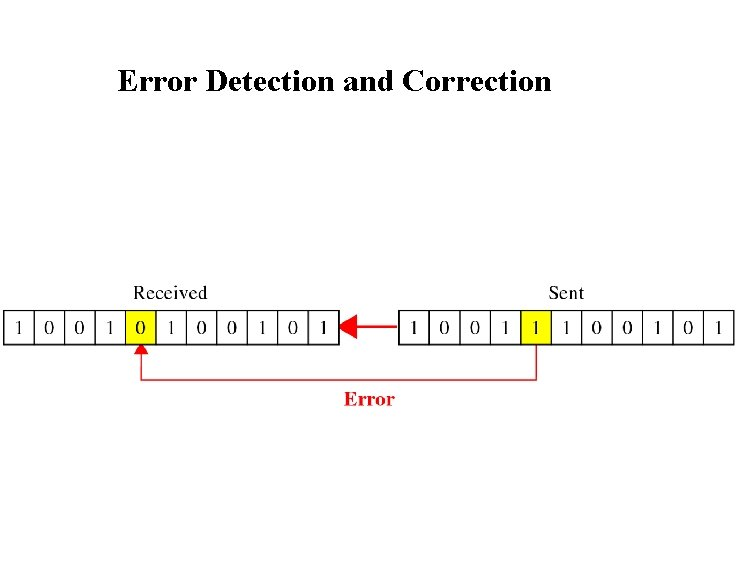 Error Detection and Correction
Received Sent
1 0 0 1 0 1 0 0 1 0 1 1 0 0 1 1 1 0 0 1 0 1
Error